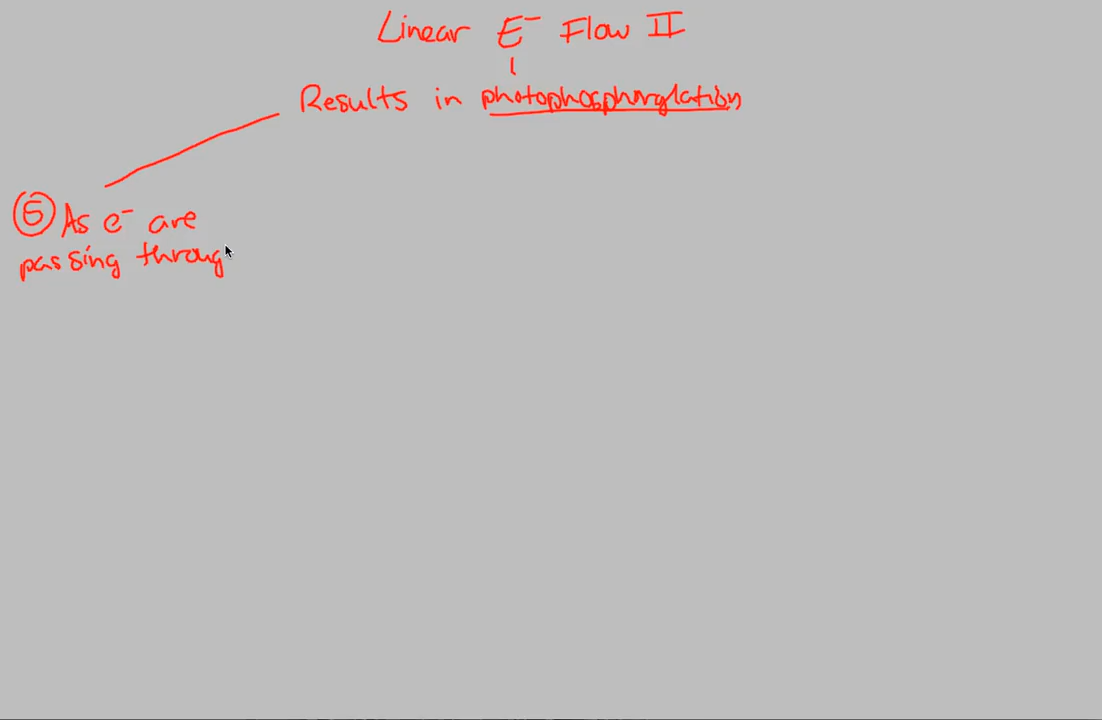 Linear E⁻ Flow II
Results in photophosphorylation
⑤ As e⁻ are
passing throug